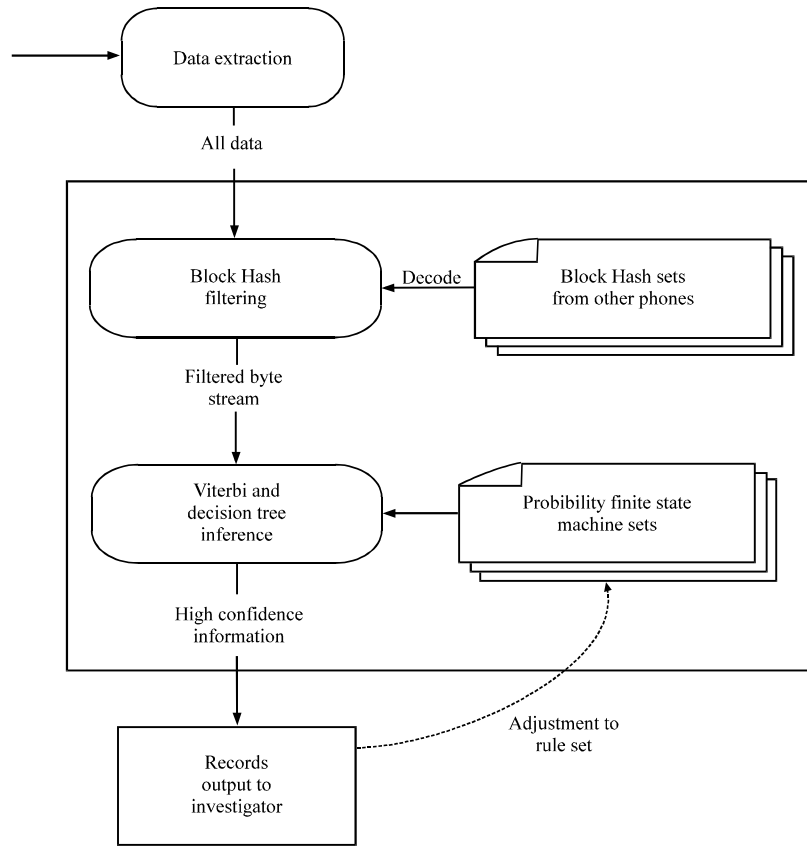 Data extraction
All data
Block Hash
filtering
Decode
Block Hash sets
from other phones
Filtered byte
stream
Viterbi and
decision tree
inference
Probibility finite state
machine sets
High confidence
information
Adjustment to
rule set
Records
output to
investigator